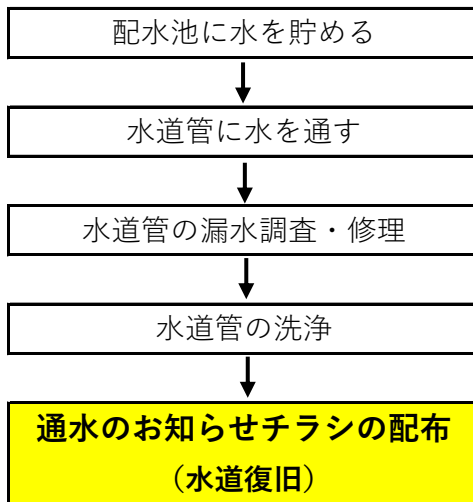 配水池に水を貯める
水道管に水を通す
水道管の漏水調査・修理
水道管の洗浄
通水のお知らせチラシの配布
（水道復旧）